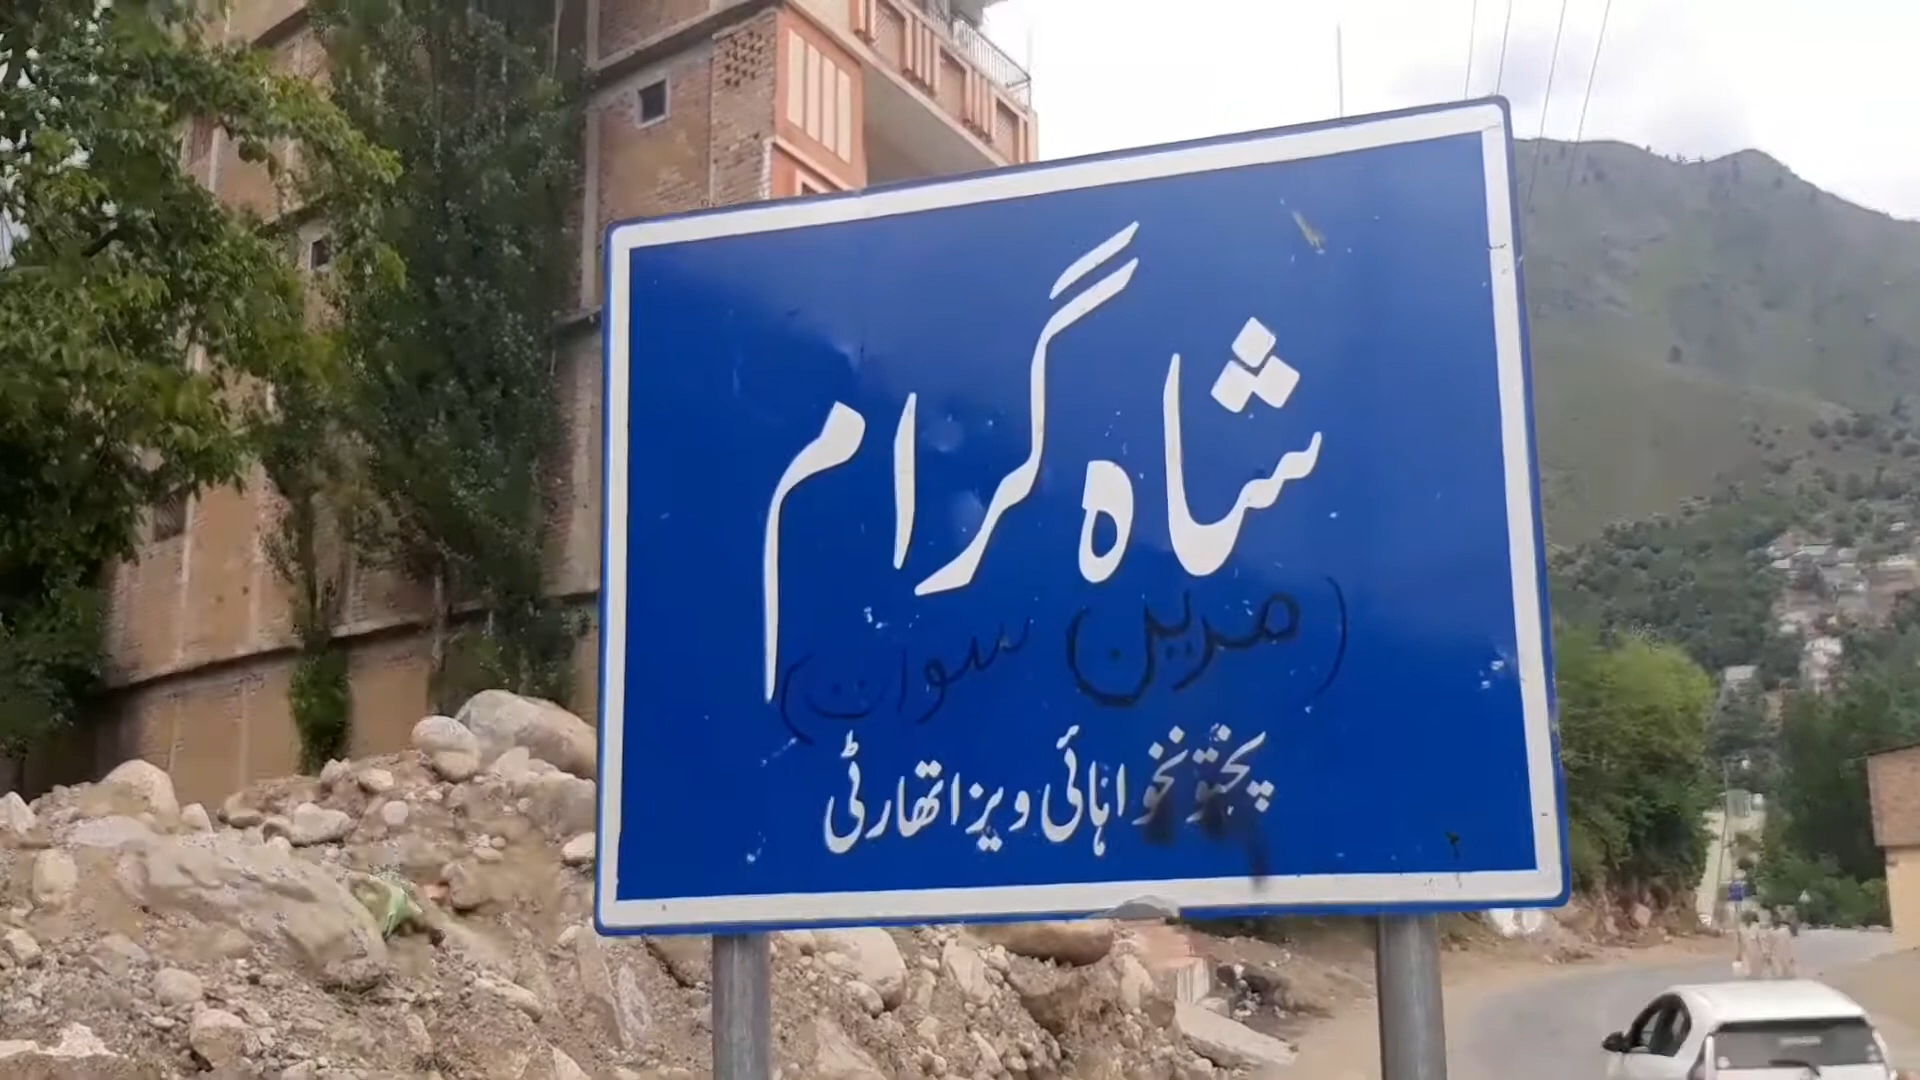 شاہ گرام
(مدین سوات)
پختونخوا ہائی ویز اتھارٹی